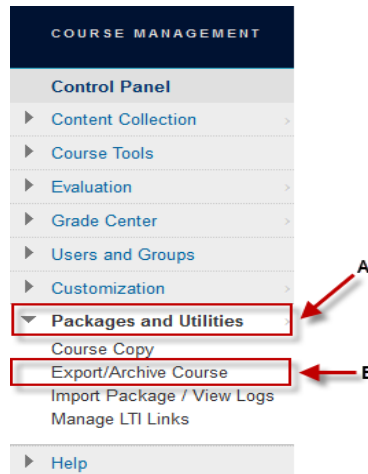 COURSE MANAGEMENT
Control Panel
Content Collection
Course Tools
Evaluation
Grade Center
Users and Groups
Customization
A
Packages and Utilities
Course Copy
Export/Archive Course
Import Package / View Logs
Manage LTI Links
Help